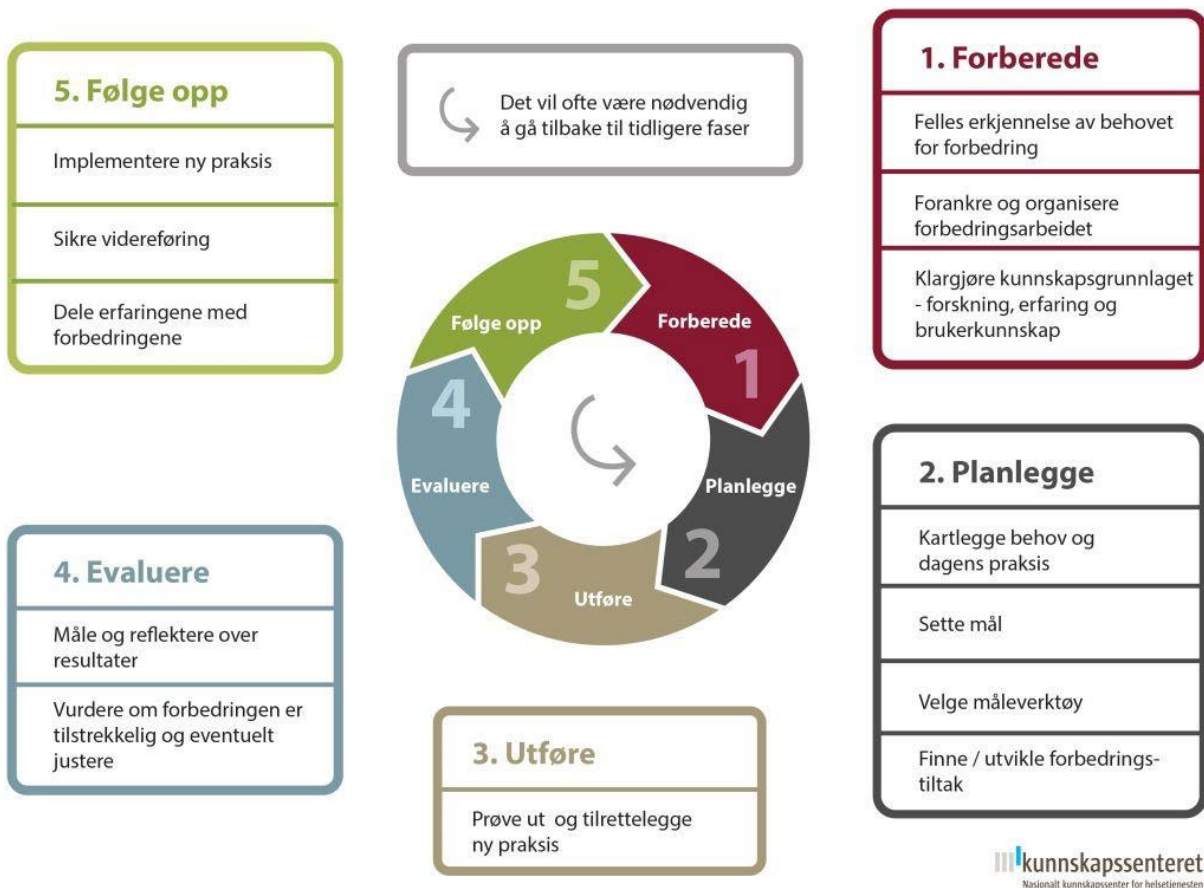 5. Følge opp
Implementere ny praksis
Sikre videreføring
Dele erfaringene med
forbedringene
Det vil ofte være nødvendig
å gå tilbake til tidligere faser
1. Forberede
Felles erkjennelse av behovet
for forbedring
Forankre og organisere
forbedringsarbeidet
Klargjøre kunnskapsgrunnlaget
- forskning, erfaring og
brukerkunnskap
5
Følge opp
Forberede
1
4
Evaluere
Planlegge
2
3
Utføre
2. Planlegge
Kartlegge behov og
dagens praksis
Sette mål
Velge måleverktøy
Finne / utvikle forbedrings-
tiltak
4. Evaluere
Måle og reflektere over
resultater
Vurdere om forbedringen er
tilstrekkelig og eventuelt
justere
3. Utføre
Prøve ut og tilrettelegge
ny praksis
kunnskapssenteret
Nasjonalt kunnskapssenter for helsetjenesten